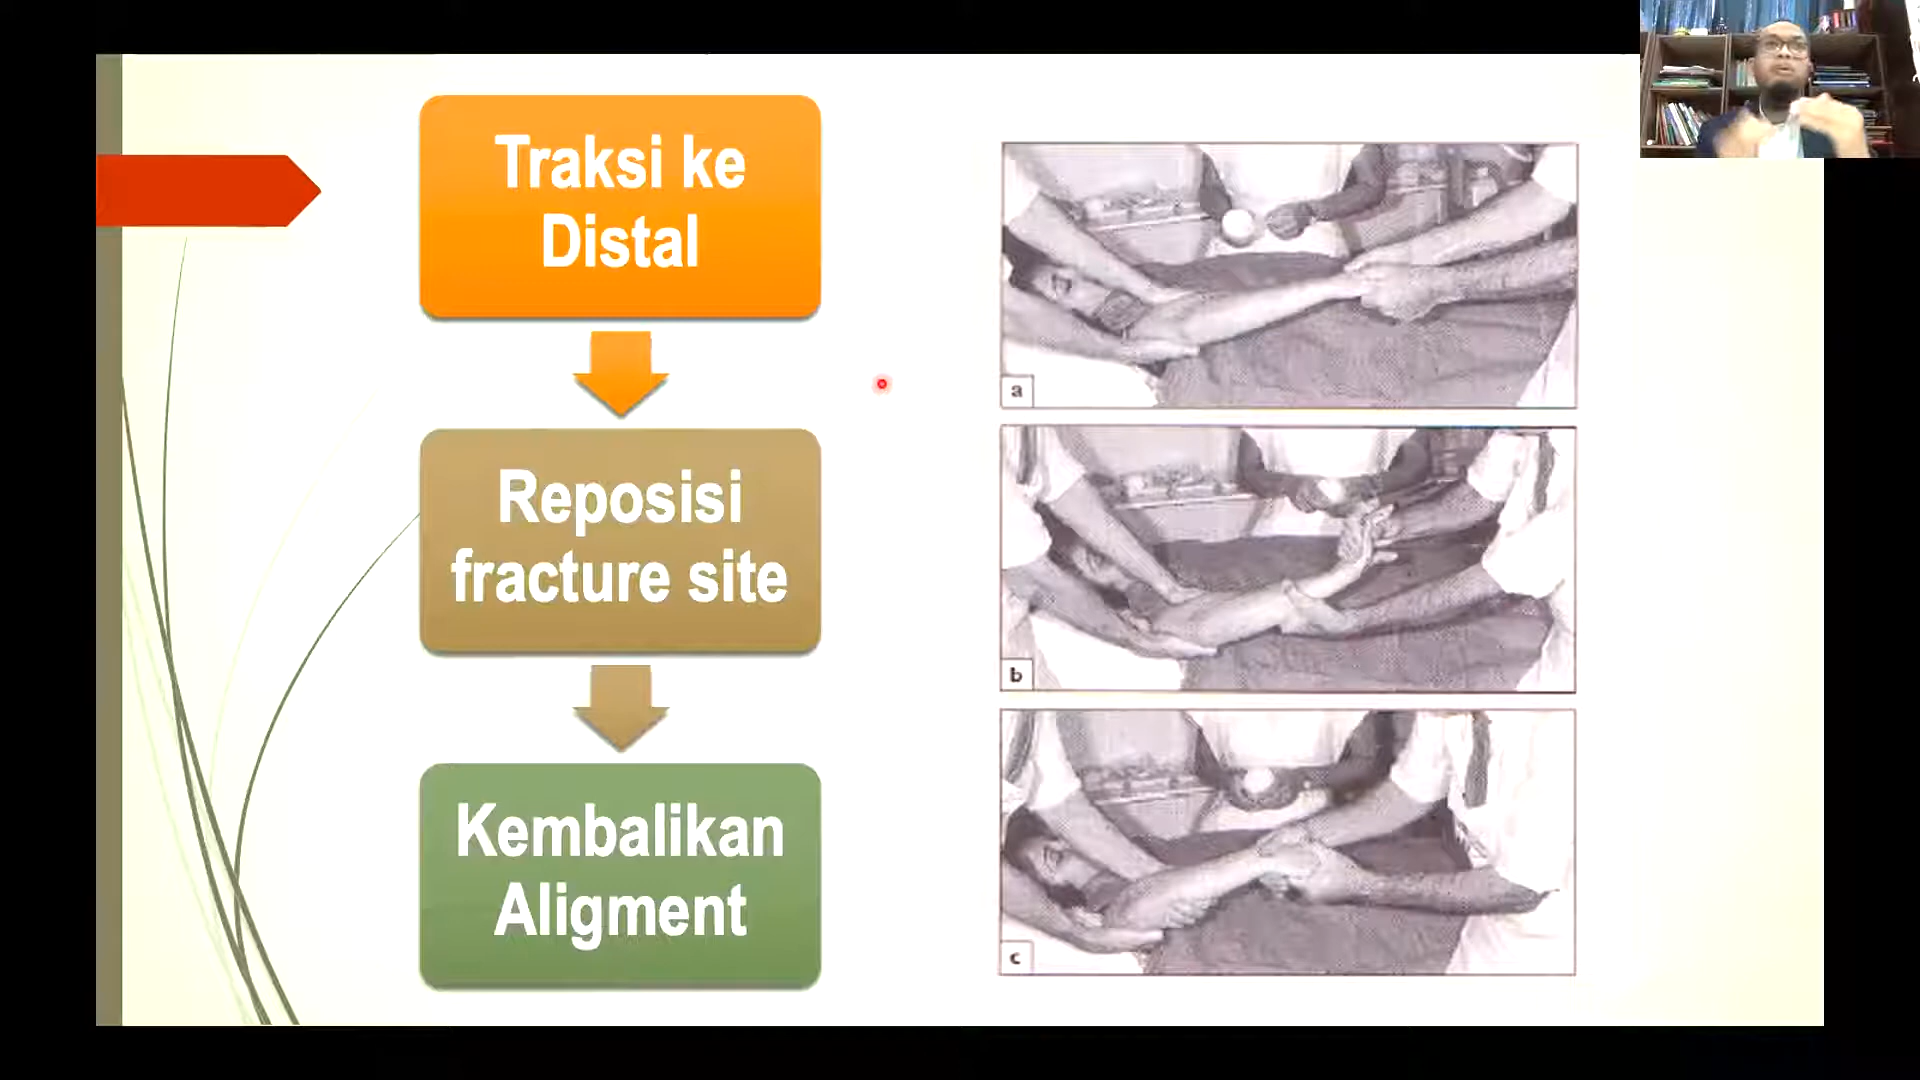 Traksi ke
Distal
Reposisi
fracture site
Kembalikan
Aligment
a
b
c